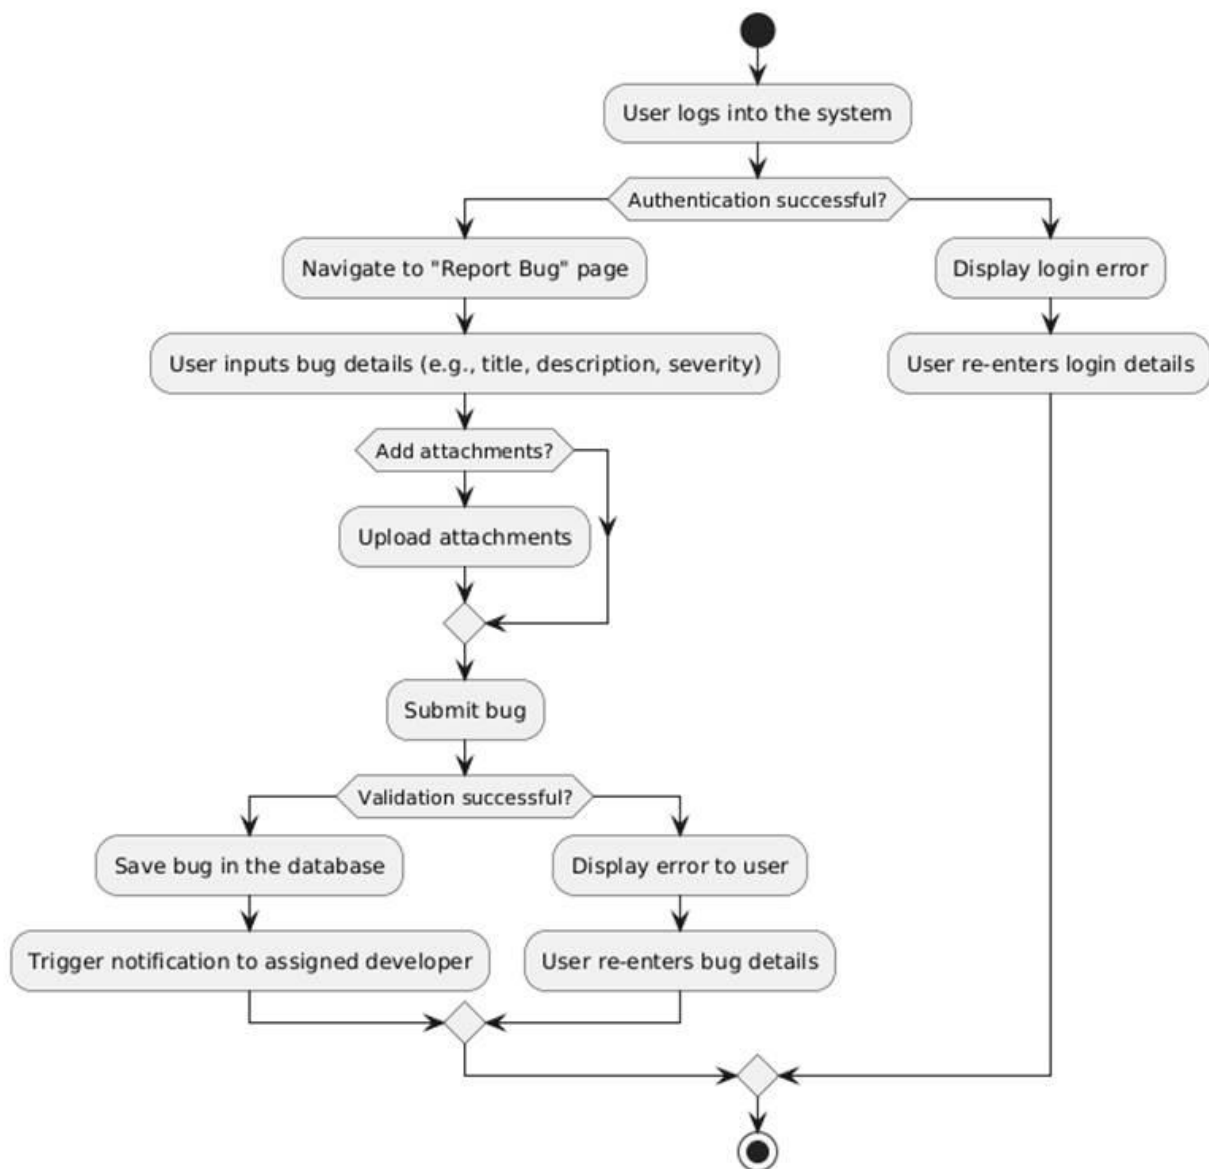 User logs into the system
Authentication successful?
Navigate to "Report Bug" page
Display login error
User inputs bug details (e.g., title, description, severity)
User re-enters login details
Add attachments?
Upload attachments
Submit bug
Validation successful?
Save bug in the database
Display error to user
Trigger notification to assigned developer
User re-enters bug details